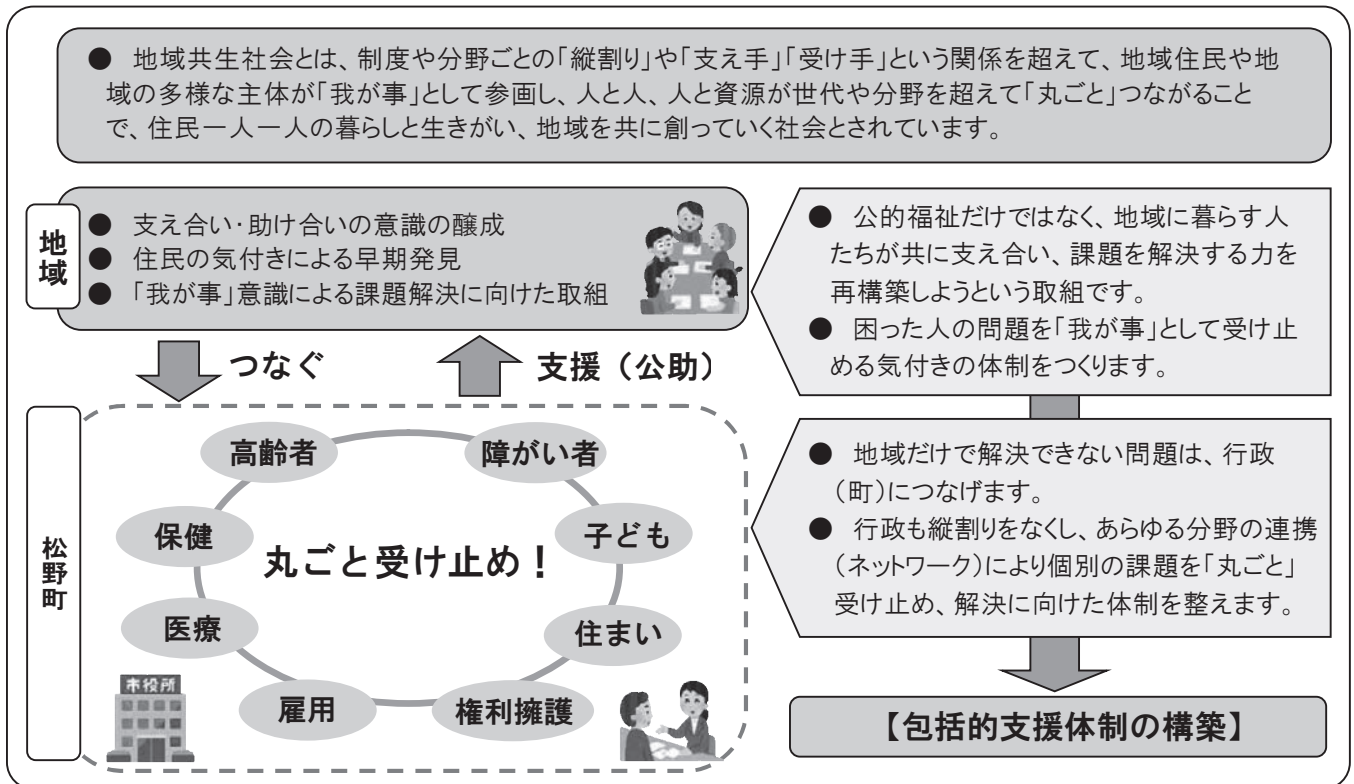 ● 地域共生社会とは、制度や分野ごとの「縦割り」や「支え手」「受け手」という関係を超えて、地域住民や地
域の多様な主体が「我が事」として参画し、人と人、人と資源が世代や分野を超えて「丸ごと」つながること
で、住民一人一人の暮らしと生きがい、地域を共に創っていく社会とされています。
地域
● 支え合い・助け合いの意識の醸成
● 住民の気付きによる早期発見
● 「我が事」意識による課題解決に向けた取組
つなぐ
支援（公助）
● 公的福祉だけではなく、地域に暮らす人
たちが共に支え合い、課題を解決する力を
再構築しようという取組です。
● 困った人の問題を「我が事」として受け止
める気付きの体制をつくります。
松野町
高齢者
障がい者
保健
子ども
丸ごと受け止め！
医療
住まい
雇用
権利擁護
市役所
● 地域だけで解決できない問題は、行政
（町）につなげます。
● 行政も縦割りをなくし、あらゆる分野の連携
（ネットワーク）により個別の課題を「丸ごと」
受け止め、解決に向けた体制を整えます。
【包括的支援体制の構築】